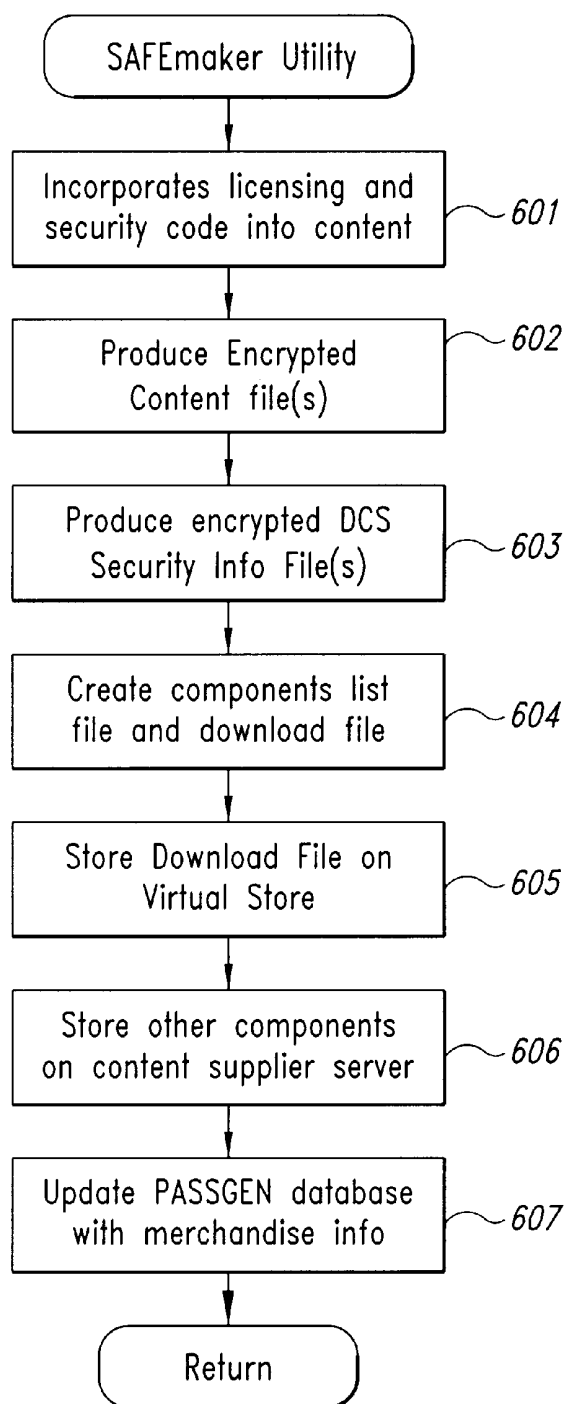 SAFEmaker Utility
Incorporates licensing and
security code into content
601
Produce Encrypted
Content file(s)
602
Produce encrypted DCS
Security Info File(s)
603
Create components list
file and download file
604
Store Download File on
Virtual Store
605
Store other components
on content supplier server
606
Update PASSGEN database
with merchandise info
607
Return